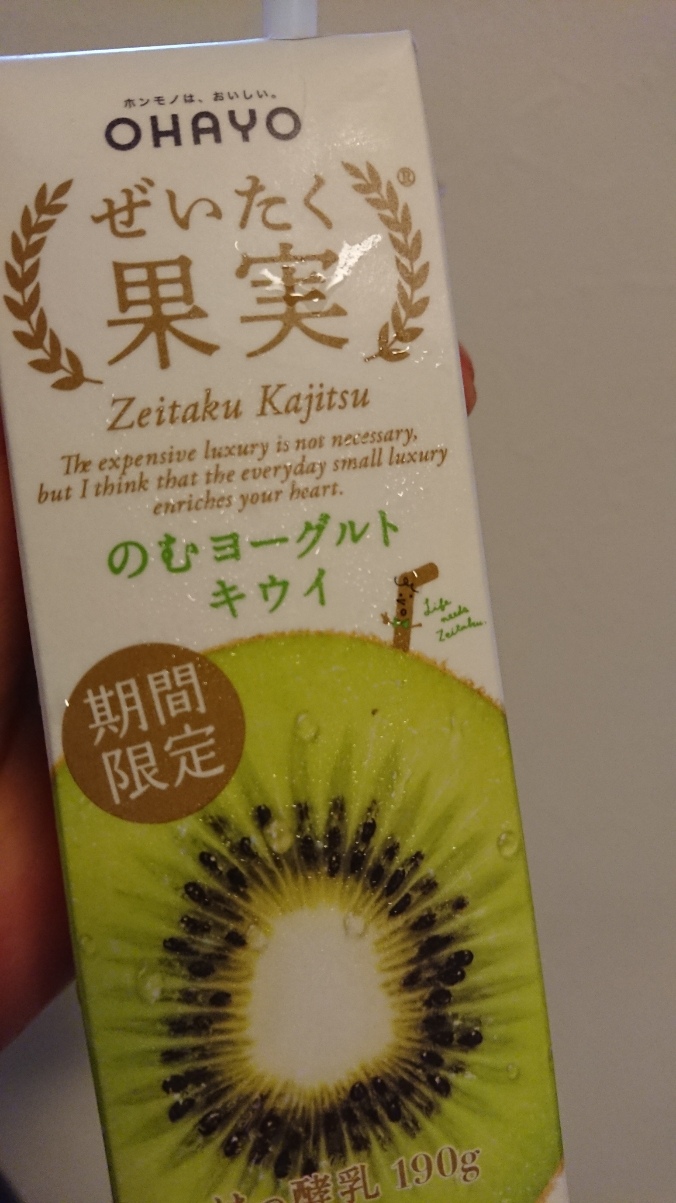 ホンモノは、おいしい。
OHAYO
ぜいたく®
果実
Zeitaku Kajitsu
The expensive luxury is not necessary,
but I think that the everyday small luxury
enriches your heart.
のむヨーグルト
キウイ
Life
needs
Zeitaku.
期間
限定
の酵乳 190g